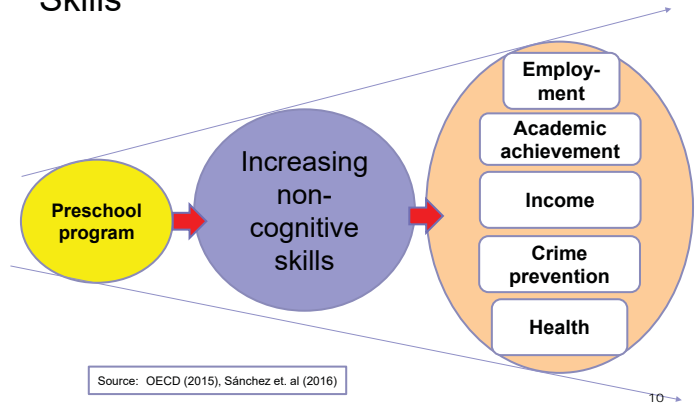 Skills
Employ-
ment
Academic
achievement
Increasing
non-
cognitive
skills
Preschool
program
Income
Crime
prevention
Health
Source: OECD (2015), Sánchez et. al (2016)
10